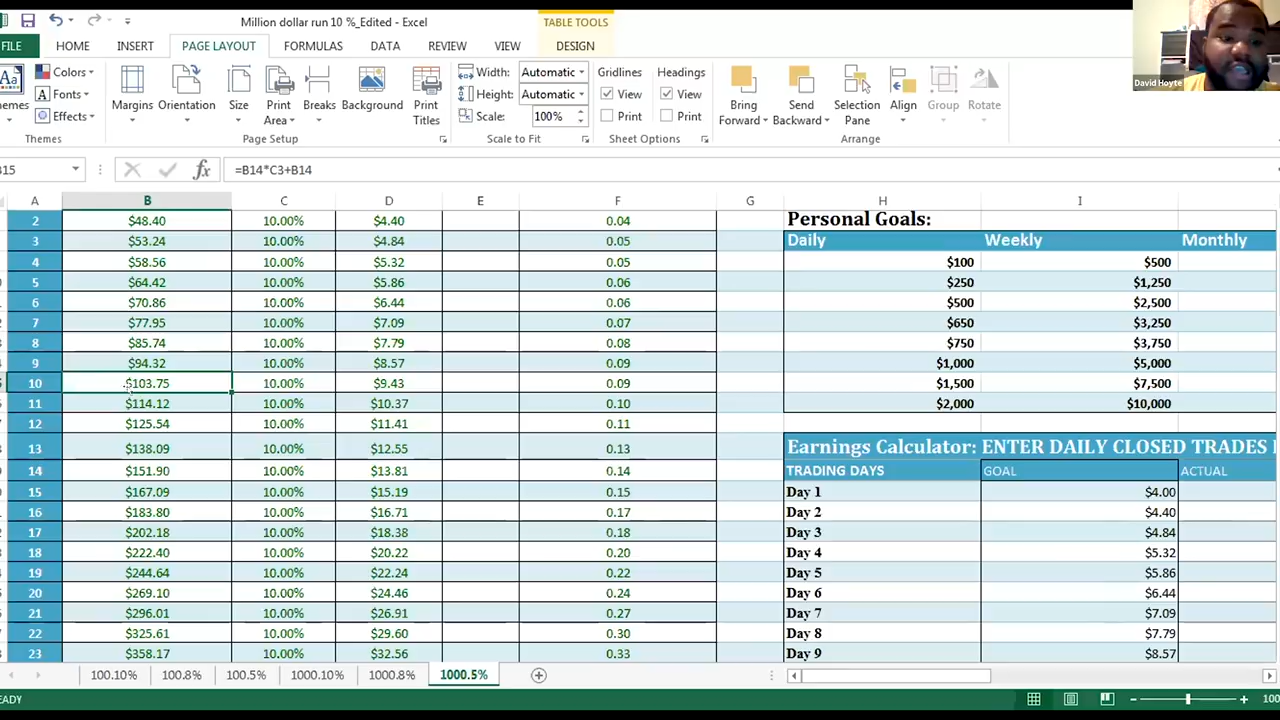 Million dollar run 10 %_Edited - Excel
TABLE TOOLS
FILE HOME INSERT PAGE LAYOUT FORMULAS DATA REVIEW VIEW DESIGN
David Hoyte
Colors
Fonts
Effects
Themes
Margins Orientation Size Print Area Breaks Background Print Titles
Page Setup
Width: Automatic
Height: Automatic
Scale: 100%
Scale to Fit
Gridlines Headings
View View
Print Print
Sheet Options
Bring Forward Send Backward Selection Pane Align Group Rotate
Arrange
fx =B14*C3+B14
A B C D E F G H I
2 $48.40 10.00% $4.40 0.04 Personal Goals:
3 $53.24 10.00% $4.84 0.05 Daily Weekly Monthly
4 $58.56 10.00% $5.32 0.05 $100 $500
5 $64.42 10.00% $5.86 0.06 $250 $1,250
6 $70.86 10.00% $6.44 0.06 $500 $2,500
7 $77.95 10.00% $7.09 0.07 $650 $3,250
8 $85.74 10.00% $7.79 0.08 $750 $3,750
9 $94.32 10.00% $8.57 0.09 $1,000 $5,000
10 $103.75 10.00% $9.43 0.09 $1,500 $7,500
11 $114.12 10.00% $10.37 0.10 $2,000 $10,000
12 $125.54 10.00% $11.41 0.11
13 $138.09 10.00% $12.55 0.13 Earnings Calculator: ENTER DAILY CLOSED TRADES
14 $151.90 10.00% $13.81 0.14 TRADING DAYS GOAL ACTUAL
15 $167.09 10.00% $15.19 0.15 Day 1 $4.00
16 $183.80 10.00% $16.71 0.17 Day 2 $4.40
17 $202.18 10.00% $18.38 0.18 Day 3 $4.84
18 $222.40 10.00% $20.22 0.20 Day 4 $5.32
19 $244.64 10.00% $22.24 0.22 Day 5 $5.86
20 $269.10 10.00% $24.46 0.24 Day 6 $6.44
21 $296.01 10.00% $26.91 0.27 Day 7 $7.09
22 $325.61 10.00% $29.60 0.30 Day 8 $7.79
23 $358.17 10.00% $32.56 0.33 Day 9 $8.57
100.10% 100.8% 100.5% 1000.10% 1000.8% 1000.5%